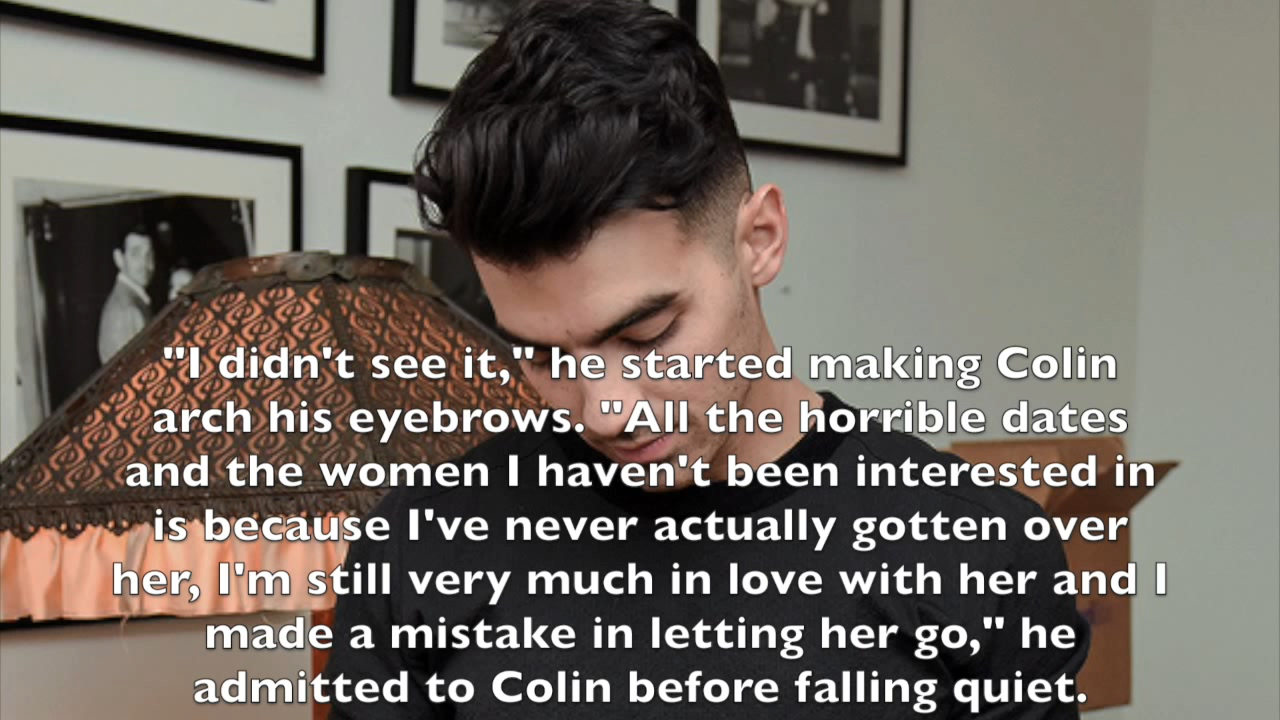 "I didn't see it," he started making Colin
arch his eyebrows. "All the horrible dates
and the women I haven't been interested in
is because I've never actually gotten over
her, I'm still very much in love with her and I
made a mistake in letting her go," he
admitted to Colin before falling quiet.